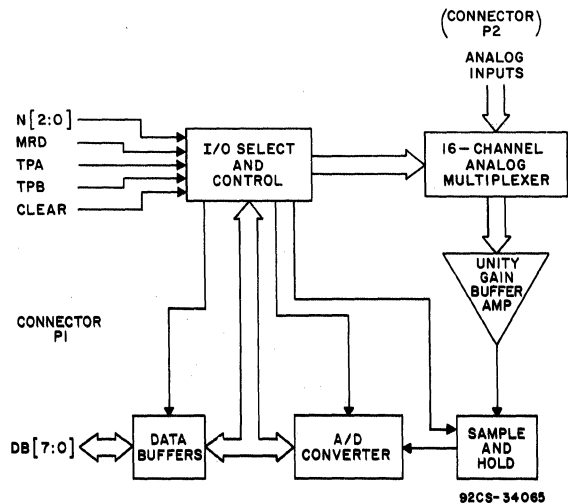 (CONNECTOR P2)
ANALOG
INPUTS
N[2:0]
MRD
TPA
TPB
CLEAR
I/O SELECT
AND
CONTROL
16-CHANNEL
ANALOG
MULTIPLEXER
UNITY
GAIN
BUFFER
AMP
CONNECTOR
P1
DB[7:0]
DATA
BUFFERS
A/D
CONVERTER
SAMPLE
AND
HOLD
92CS-34065